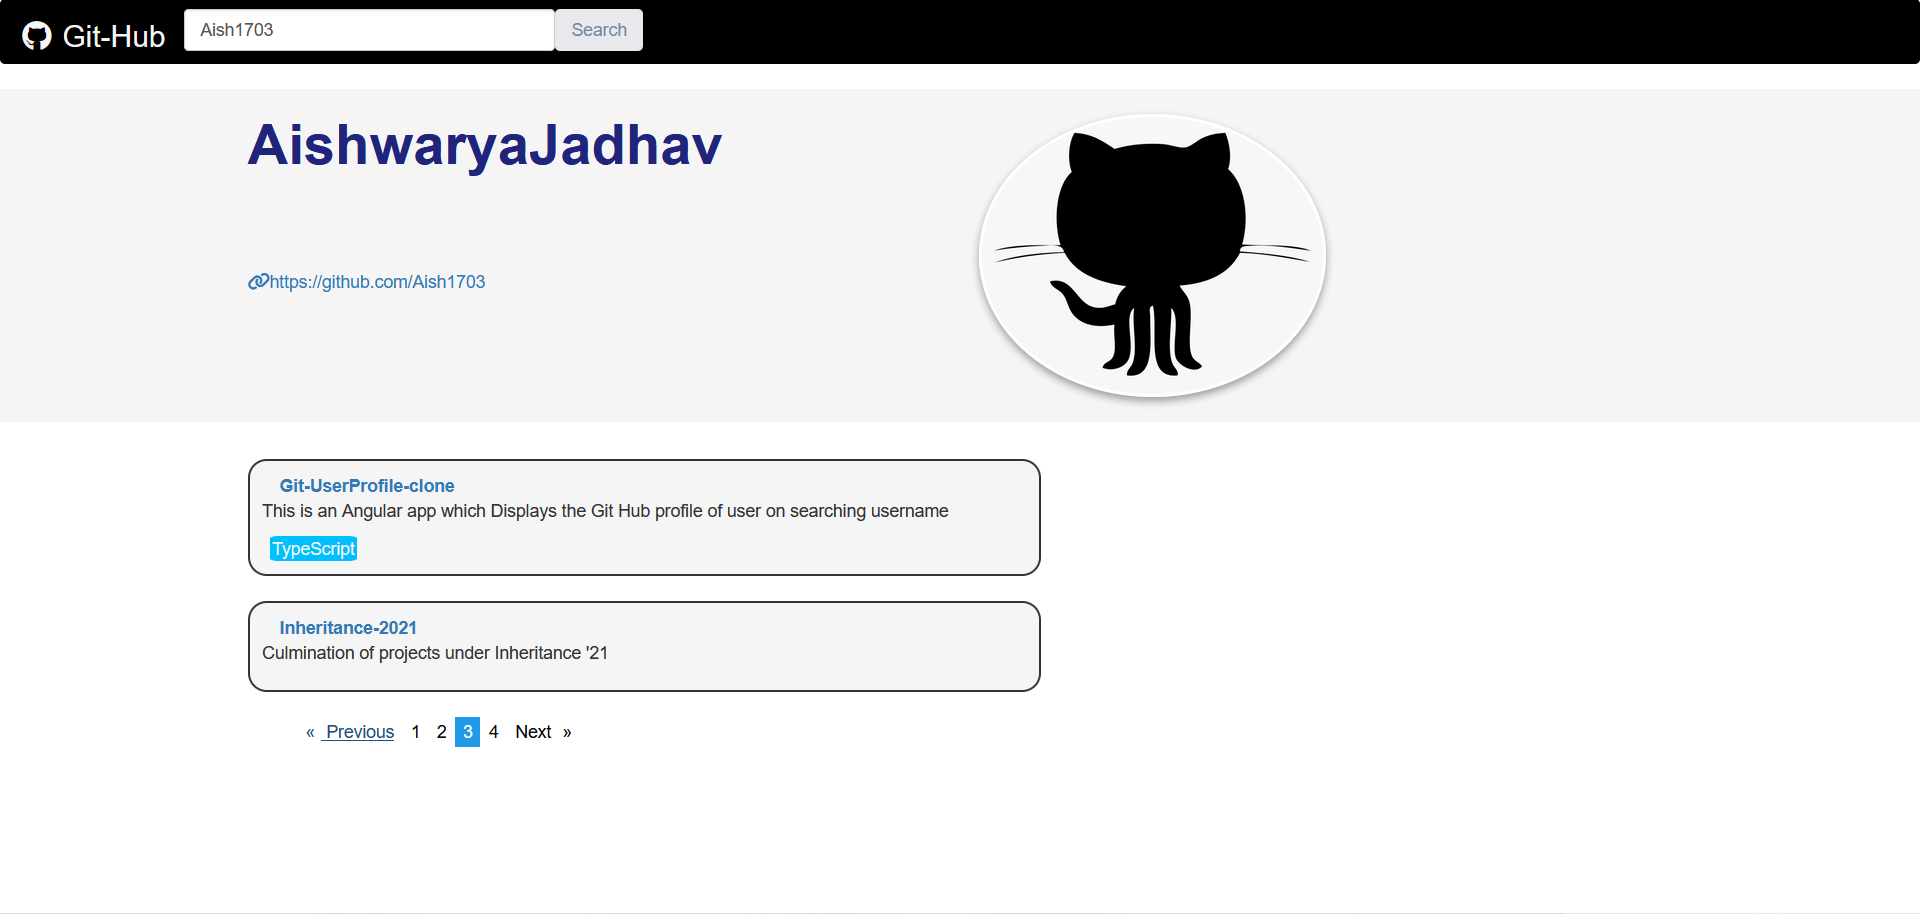 Git-Hub Aish1703 Search
AishwaryaJadhav
https://github.com/Aish1703
Git-UserProfile-clone
This is an Angular app which Displays the Git Hub profile of user on searching username
TypeScript
Inheritance-2021
Culmination of projects under Inheritance '21
« Previous 1 2 3 4 Next »